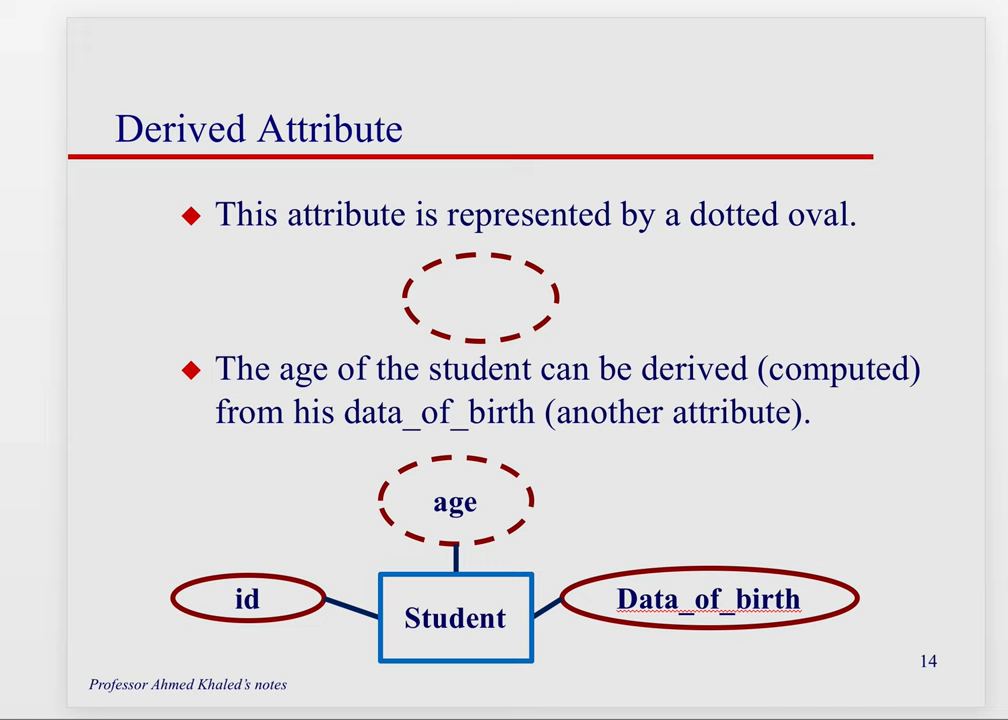 Derived Attribute
This attribute is represented by a dotted oval.
The age of the student can be derived (computed)
from his data_of_birth (another attribute).
age
id
Student
Data_of_birth
14
Professor Ahmed Khaled’s notes